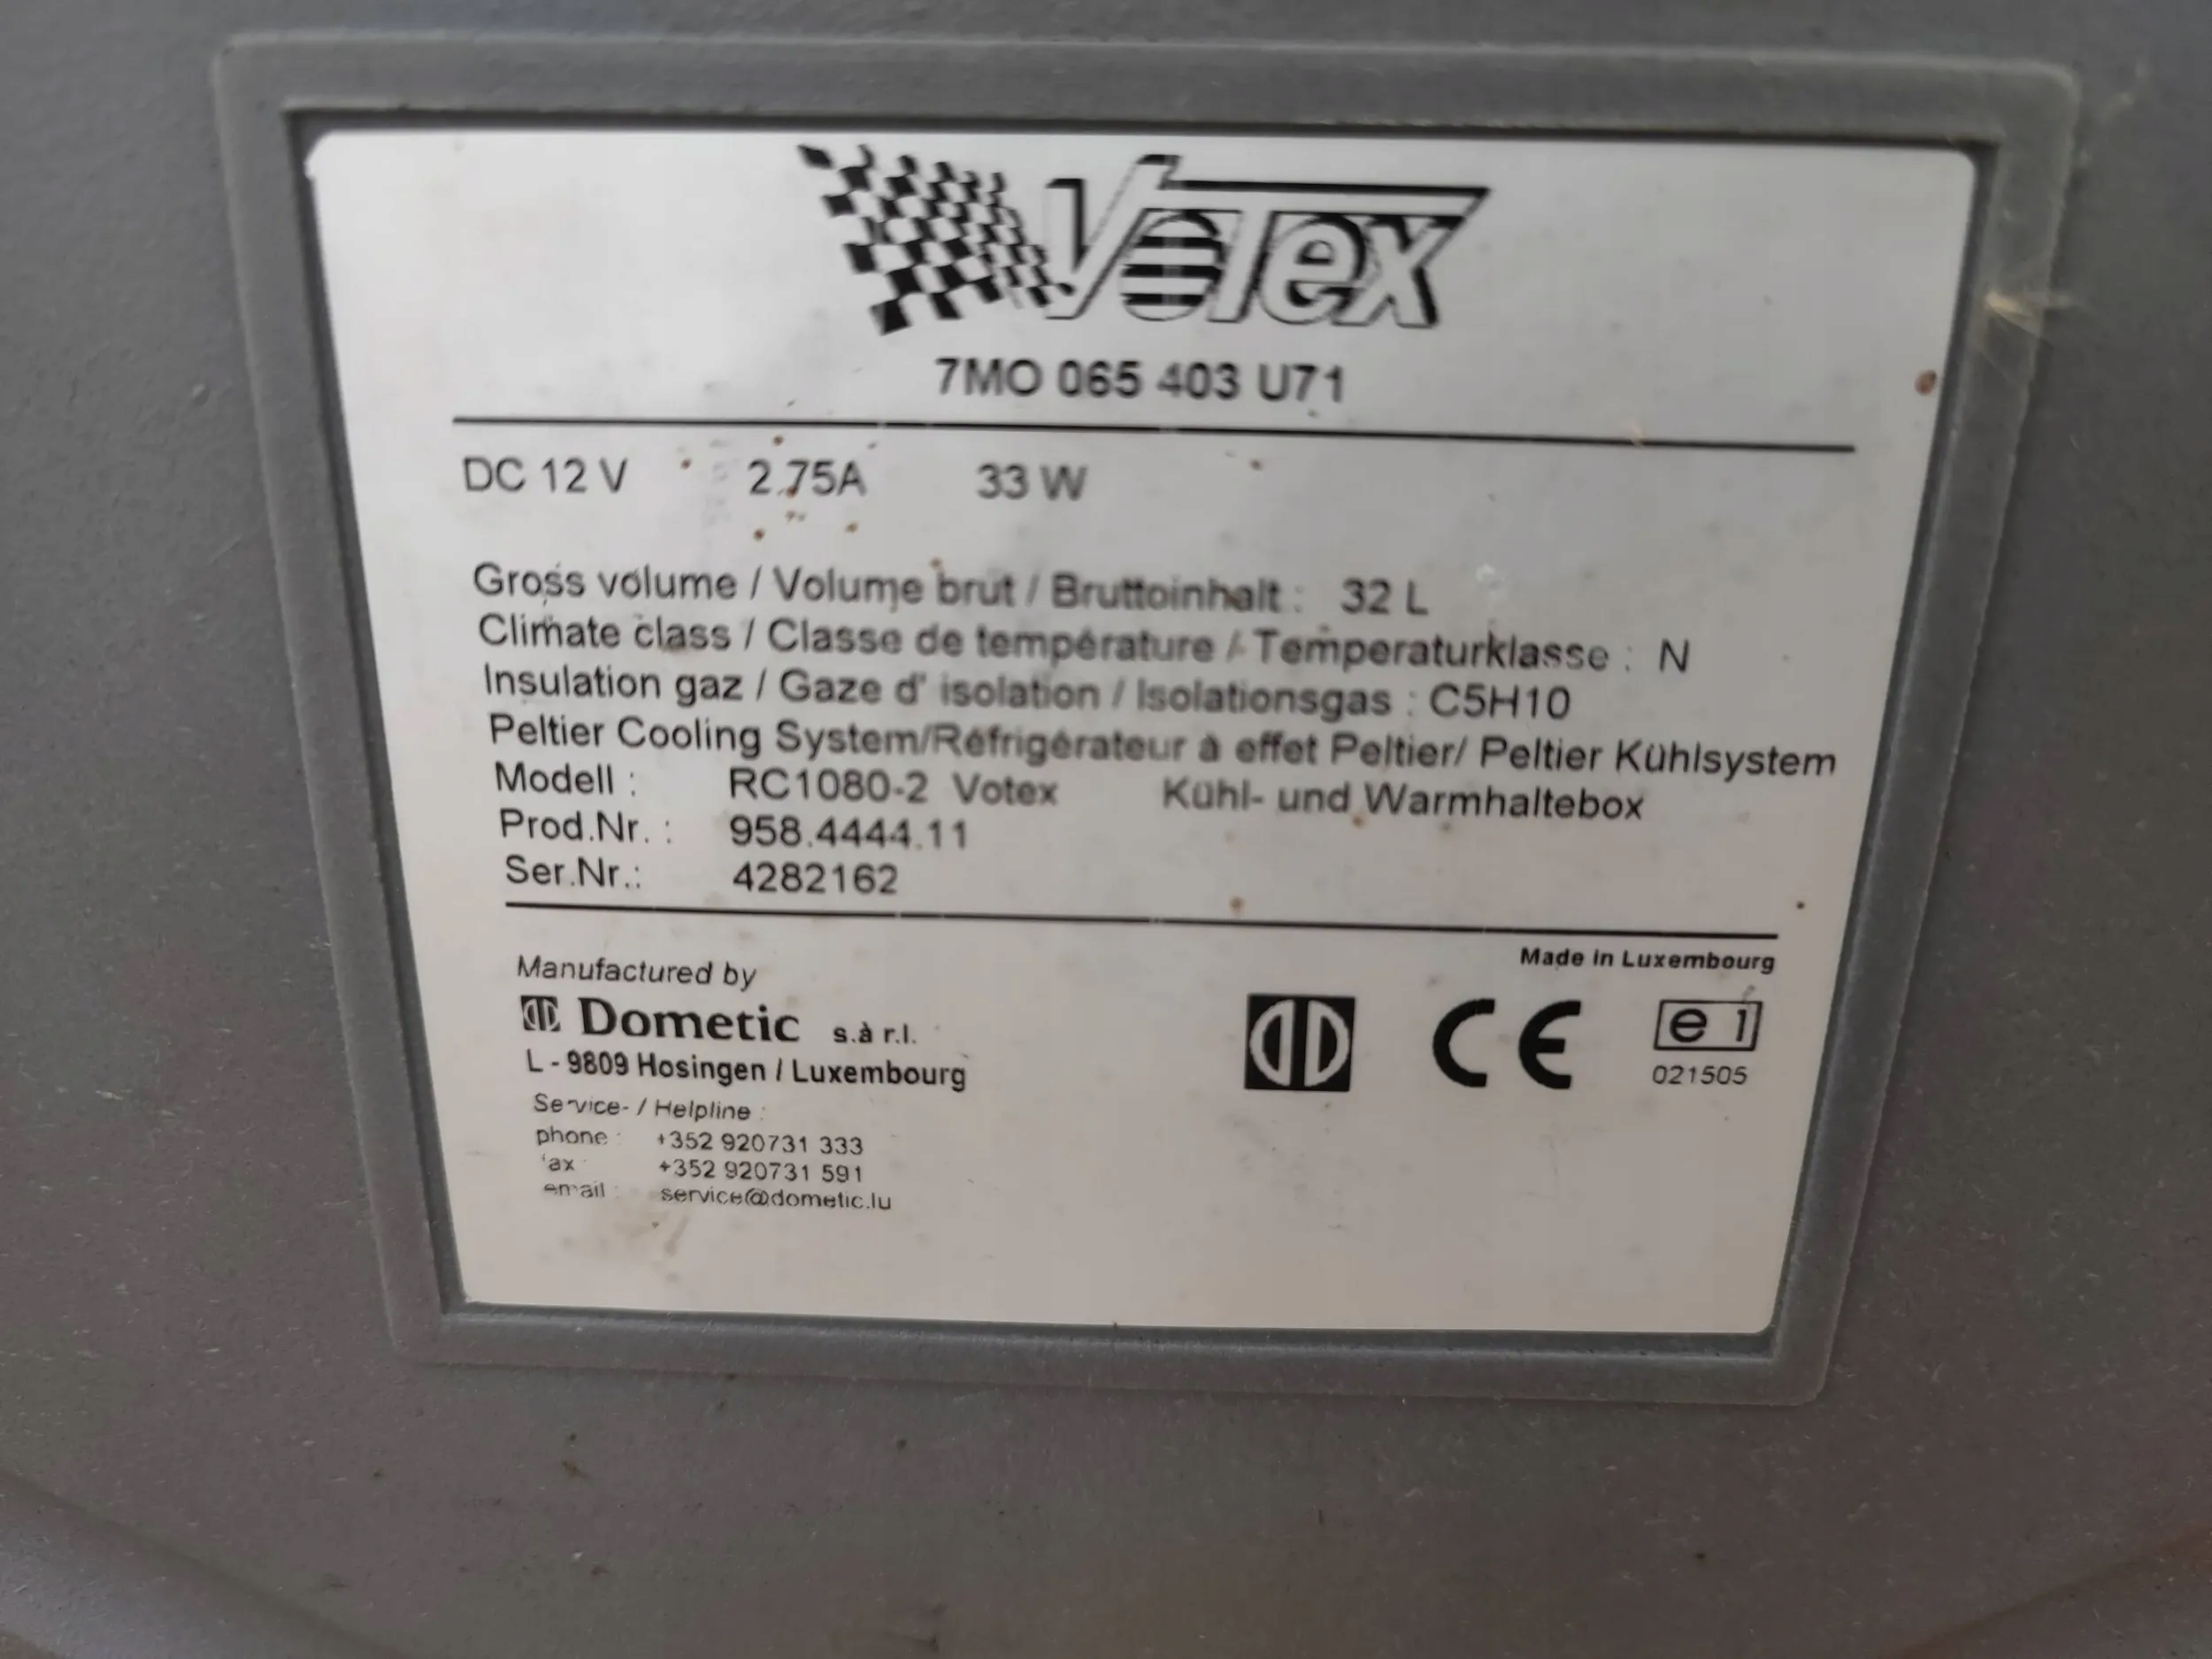 Votex
7MO 065 403 U71
DC 12 V 2.75A 33 W
Gross volume / Volume brut / Bruttoinhalt : 32 L
Climate class / Classe de température / Temperaturklasse : N
Insulation gaz / Gaze d' isolation / Isolationsgas : C5H10
Peltier Cooling System/Réfrigérateur à effet Peltier/ Peltier Kühlsystem
Modell : RC1080-2 Votex Kühl- und Warmhaltebox
Prod.Nr. : 958.4444.11
Ser.Nr.: 4282162
Made in Luxembourg
Manufactured by
Dometic s.à r.l.
L - 9809 Hosingen / Luxembourg
CE
e 1
021505
Service- / Helpline :
phone : +352 920731 333
fax : +352 920731 591
email : service@dometic.lu